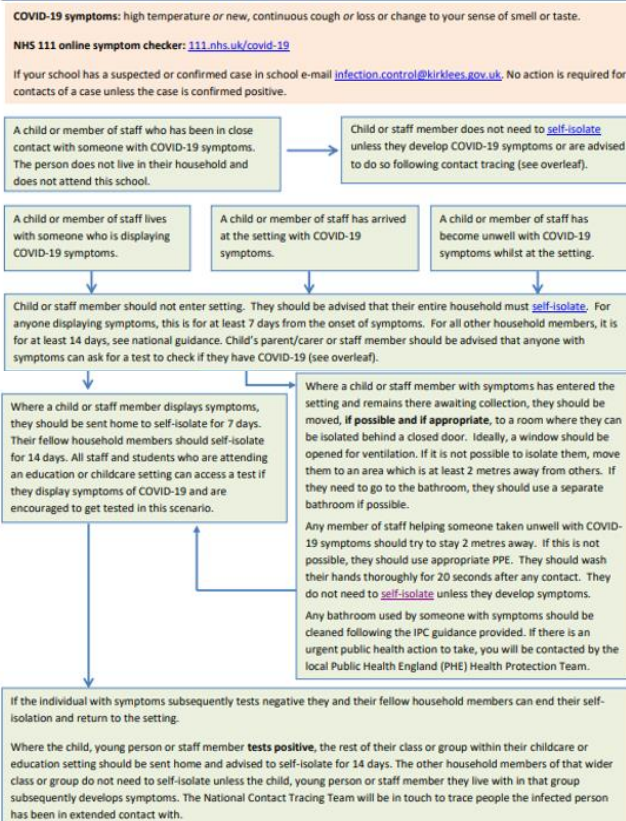 COVID-19 symptoms: high temperature or new, continuous cough or loss or change to your sense of smell or taste.
NHS 111 online symptom checker: 111.nhs.uk/covid-19
If your school has a suspected or confirmed case in school e-mail infection.control@kirklees.gov.uk. No action is required for
contacts of a case unless the case is confirmed positive.
A child or member of staff who has been in close
contact with someone with COVID-19 symptoms.
The person does not live in their household and
does not attend this school.
Child or staff member does not need to self-isolate
unless they develop COVID-19 symptoms or are advised
to do so following contact tracing (see overleaf).
A child or member of staff lives
with someone who is displaying
COVID-19 symptoms.
A child or member of staff has arrived
at the setting with COVID-19
symptoms.
A child or member of staff has
become unwell with COVID-19
symptoms whilst at the setting.
Child or staff member should not enter setting. They should be advised that their entire household must self-isolate. For
anyone displaying symptoms, this is for at least 7 days from the onset of symptoms. For all other household members, it is
for at least 14 days, see national guidance. Child's parent/carer or staff member should be advised that anyone with
symptoms can ask for a test to check if they have COVID-19 (see overleaf).
Where a child or staff member displays symptoms,
they should be sent home to self-isolate for 7 days.
Their fellow household members should self-isolate
for 14 days. All staff and students who are attending
an education or childcare setting can access a test if
they display symptoms of COVID-19 and are
encouraged to get tested in this scenario.
Where a child or staff member with symptoms has entered the
setting and remains there awaiting collection, they should be
moved, if possible and if appropriate, to a room where they can
be isolated behind a closed door. Ideally, a window should be
opened for ventilation. If it is not possible to isolate them, move
them to an area which is at least 2 metres away from others. If
they need to go to the bathroom, they should use a separate
bathroom if possible.
Any member of staff helping someone taken unwell with COVID-
19 symptoms should try to stay 2 metres away. If this is not
possible, they should use appropriate PPE. They should wash
their hands thoroughly for 20 seconds after any contact. They
do not need to self-isolate unless they develop symptoms.
Any bathroom used by someone with symptoms should be
cleaned following the IPC guidance provided. If there is an
urgent public health action to take, you will be contacted by the
local Public Health England (PHE) Health Protection Team.
If the individual with symptoms subsequently tests negative they and their fellow household members can end their self-
isolation and return to the setting.
Where the child, young person or staff member tests positive, the rest of their class or group within their childcare or
education setting should be sent home and advised to self-isolate for 14 days. The other household members of that wider
class or group do not need to self-isolate unless the child, young person or staff member they live with in that group
subsequently develops symptoms. The National Contact Tracing Team will be in touch to trace people the infected person
has been in extended contact with.